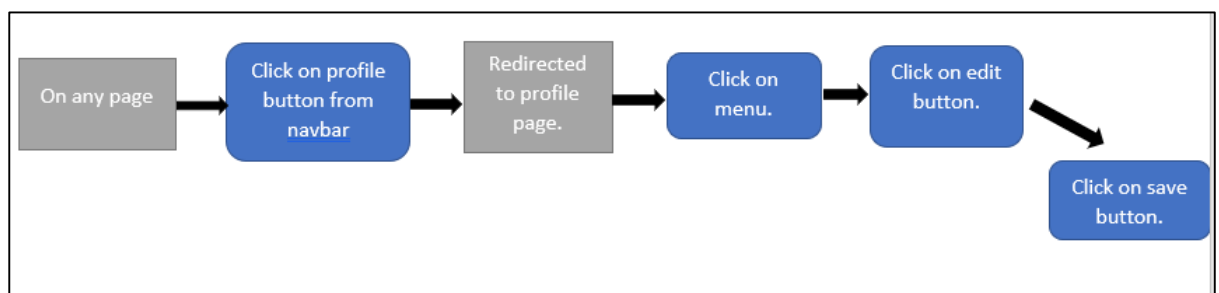 On any page
Click on profile
button from
navbar
Redirected
to profile
page.
Click on
menu.
Click on edit
button.
Click on save
button.